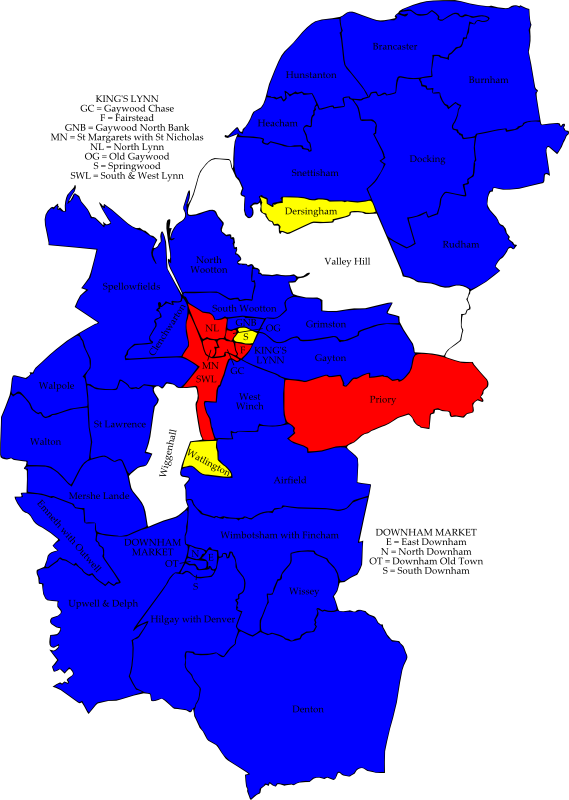 Brancaster
Hunstanton
Burnham
KING'S LYNN
GC = Gaywood Chase
F = Fairstead
GNB = Gaywood North Bank
MN = St Margarets with St Nicholas
NL = North Lynn
OG = Old Gaywood
S = Springwood
SWL = South & West Lynn
Heacham
Docking
Snettisham
Dersingham
Rudham
Valley Hill
North
Wootton
Spellowfields
South Wootton
Clenchwarton
NL
GNB
OG
Grimston
S
F
KING'S
LYNN
Gayton
MN
GC
SWL
Walpole
Priory
West
Winch
St Lawrence
Walton
Wiggenhall
Watlington
Airfield
Mershe Lande
Emneth with Outwell
Wimbotsham with Fincham
DOWNHAM
MARKET
N
E
OT
S
DOWNHAM MARKET
E = East Downham
N = North Downham
OT = Downham Old Town
S = South Downham
Upwell & Delph
Wissey
Hilgay with Denver
Denton